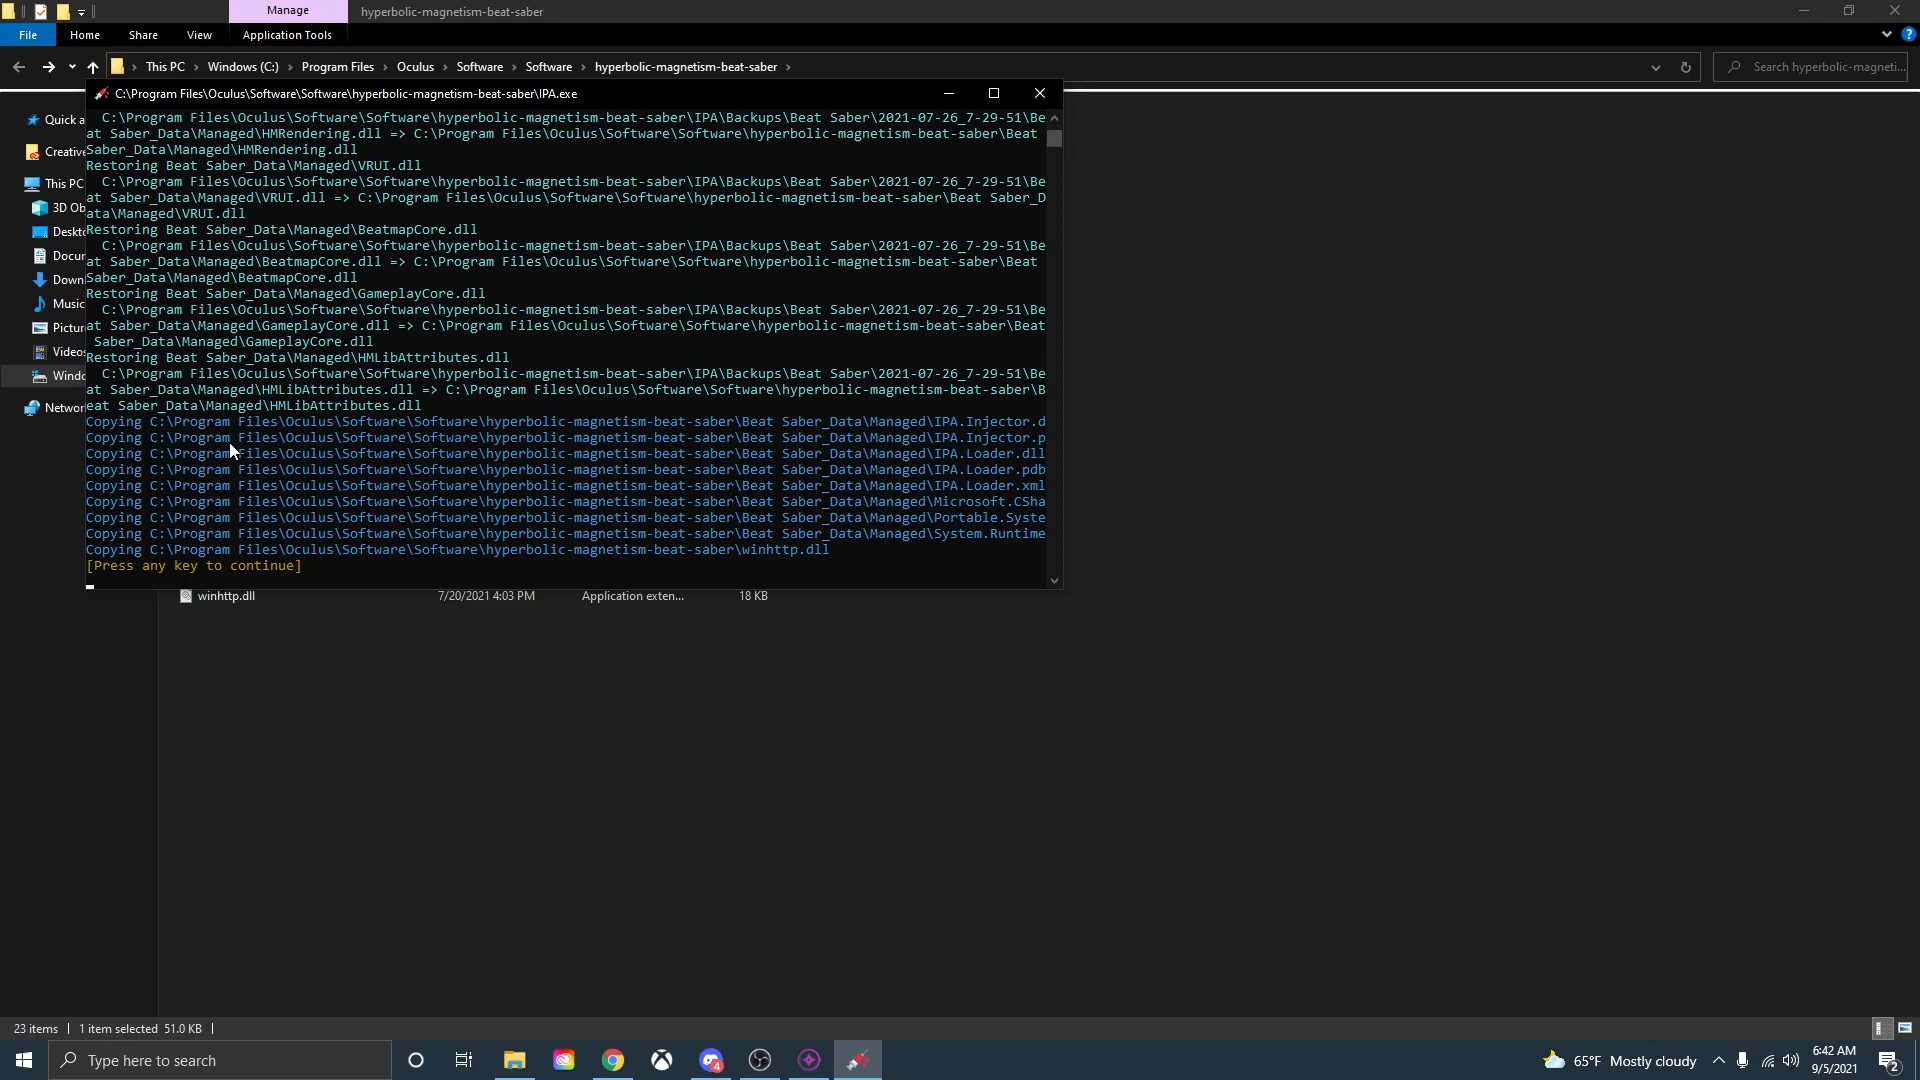 Manage
hyperbolic-magnetism-beat-saber
File
Home
Share
View
Application Tools
This PC > Windows (C:) > Program Files > Oculus > Software > Software > hyperbolic-magnetism-beat-saber >
Search hyperbolic-magneti...
C:\Program Files\Oculus\Software\Software\hyperbolic-magnetism-beat-saber\IPA.exe
Quick a
Creative
This PC
3D Ob
Deskto
Docur
Down
Music
Pictur
Videos
Windo
Networ
C:\Program Files\Oculus\Software\Software\hyperbolic-magnetism-beat-saber\IPA\Backups\Beat Saber\2021-07-26_7-29-51\Be
at Saber_Data\Managed\HMRendering.dll => C:\Program Files\Oculus\Software\Software\hyperbolic-magnetism-beat-saber\Beat
Saber_Data\Managed\HMRendering.dll
Restoring Beat Saber_Data\Managed\VRUI.dll
C:\Program Files\Oculus\Software\Software\hyperbolic-magnetism-beat-saber\IPA\Backups\Beat Saber\2021-07-26_7-29-51\Be
at Saber_Data\Managed\VRUI.dll => C:\Program Files\Oculus\Software\Software\hyperbolic-magnetism-beat-saber\Beat Saber_D
ata\Managed\VRUI.dll
Restoring Beat Saber_Data\Managed\BeatmapCore.dll
C:\Program Files\Oculus\Software\Software\hyperbolic-magnetism-beat-saber\IPA\Backups\Beat Saber\2021-07-26_7-29-51\Be
at Saber_Data\Managed\BeatmapCore.dll => C:\Program Files\Oculus\Software\Software\hyperbolic-magnetism-beat-saber\Beat
Saber_Data\Managed\BeatmapCore.dll
Restoring Beat Saber_Data\Managed\GameplayCore.dll
C:\Program Files\Oculus\Software\Software\hyperbolic-magnetism-beat-saber\IPA\Backups\Beat Saber\2021-07-26_7-29-51\Be
at Saber_Data\Managed\GameplayCore.dll => C:\Program Files\Oculus\Software\Software\hyperbolic-magnetism-beat-saber\Beat
Saber_Data\Managed\GameplayCore.dll
Restoring Beat Saber_Data\Managed\HMLibAttributes.dll
C:\Program Files\Oculus\Software\Software\hyperbolic-magnetism-beat-saber\IPA\Backups\Beat Saber\2021-07-26_7-29-51\Be
at Saber_Data\Managed\HMLibAttributes.dll => C:\Program Files\Oculus\Software\Software\hyperbolic-magnetism-beat-saber\B
eat Saber_Data\Managed\HMLibAttributes.dll
Copying C:\Program Files\Oculus\Software\Software\hyperbolic-magnetism-beat-saber\Beat Saber_Data\Managed\IPA.Injector.d
Copying C:\Program Files\Oculus\Software\Software\hyperbolic-magnetism-beat-saber\Beat Saber_Data\Managed\IPA.Injector.p
Copying C:\Program Files\Oculus\Software\Software\hyperbolic-magnetism-beat-saber\Beat Saber_Data\Managed\IPA.Loader.dll
Copying C:\Program Files\Oculus\Software\Software\hyperbolic-magnetism-beat-saber\Beat Saber_Data\Managed\IPA.Loader.pdb
Copying C:\Program Files\Oculus\Software\Software\hyperbolic-magnetism-beat-saber\Beat Saber_Data\Managed\IPA.Loader.xml
Copying C:\Program Files\Oculus\Software\Software\hyperbolic-magnetism-beat-saber\Beat Saber_Data\Managed\Microsoft.CSha
Copying C:\Program Files\Oculus\Software\Software\hyperbolic-magnetism-beat-saber\Beat Saber_Data\Managed\Portable.Syste
Copying C:\Program Files\Oculus\Software\Software\hyperbolic-magnetism-beat-saber\Beat Saber_Data\Managed\System.Runtime
Copying C:\Program Files\Oculus\Software\Software\hyperbolic-magnetism-beat-saber\winhttp.dll
[Press any key to continue]
winhttp.dll 7/20/2021 4:03 PM Application exten... 18 KB
23 items | 1 item selected 51.0 KB |
Type here to search
4
65°F Mostly cloudy
6:42 AM
9/5/2021
2